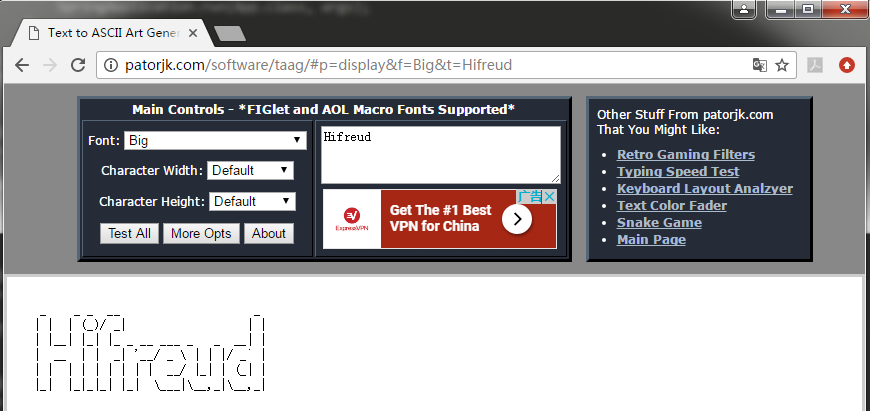 Text to ASCII Art Gener
patorjk.com/software/taag/#p=display&f=Big&t=Hifreud
Main Controls - *FIGlet and AOL Macro Fonts Supported*
Font: Big
Character Width: Default
Character Height: Default
Test All More Opts About
Hifreud
广告
ExpressVPN
Get The #1 Best
VPN for China
Other Stuff From patorjk.com
That You Might Like:
Retro Gaming Filters
Typing Speed Test
Keyboard Layout Analzyer
Text Color Fader
Snake Game
Main Page
Hifreud